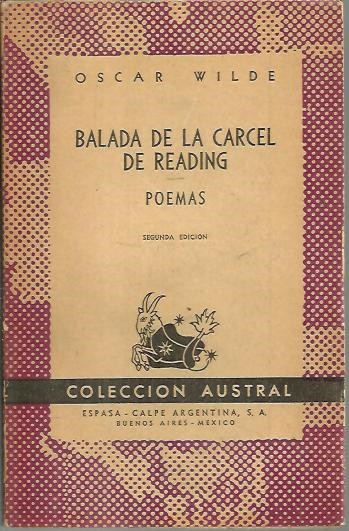 OSCAR WILDE
BALADA DE LA CARCEL
DE READING
POEMAS
SEGUNDA EDICION
COLECCION AUSTRAL
ESPASA - CALPE ARGENTINA, S. A.
BUENOS AIRES - MEXICO